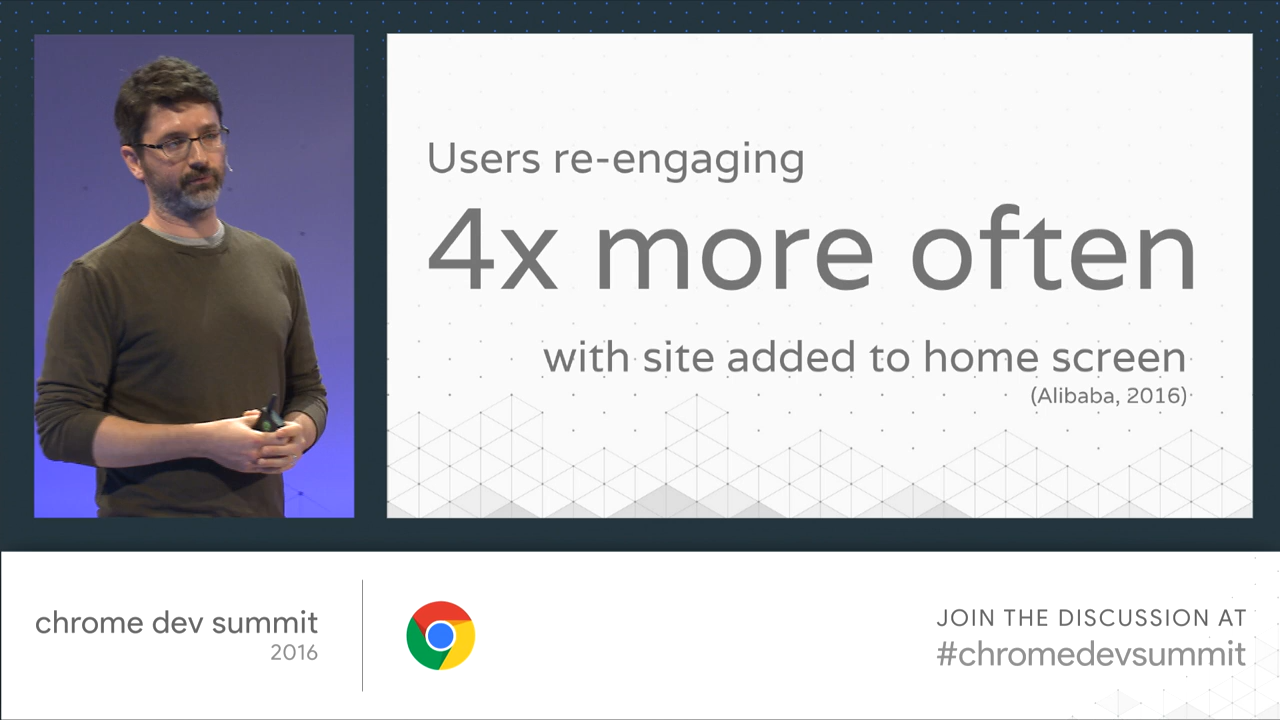 Users re-engaging
4x more often
with site added to home screen
(Alibaba, 2016)
chrome dev summit
2016
JOIN THE DISCUSSION AT
#chromedevsummit